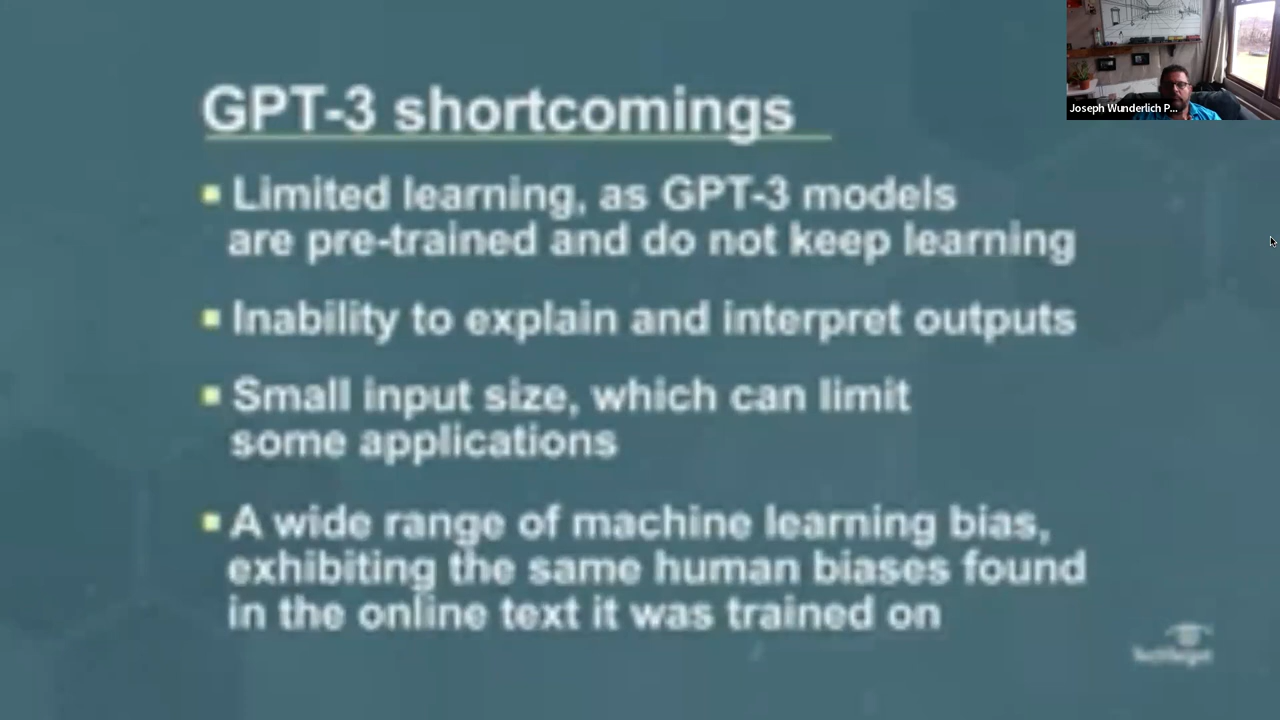 GPT-3 shortcomings
Joseph Wunderlich P...
▪ Limited learning, as GPT-3 models
are pre-trained and do not keep learning
▪ Inability to explain and interpret outputs
▪ Small input size, which can limit
some applications
▪ A wide range of machine learning bias,
exhibiting the same human biases found
in the online text it was trained on
TechTarget